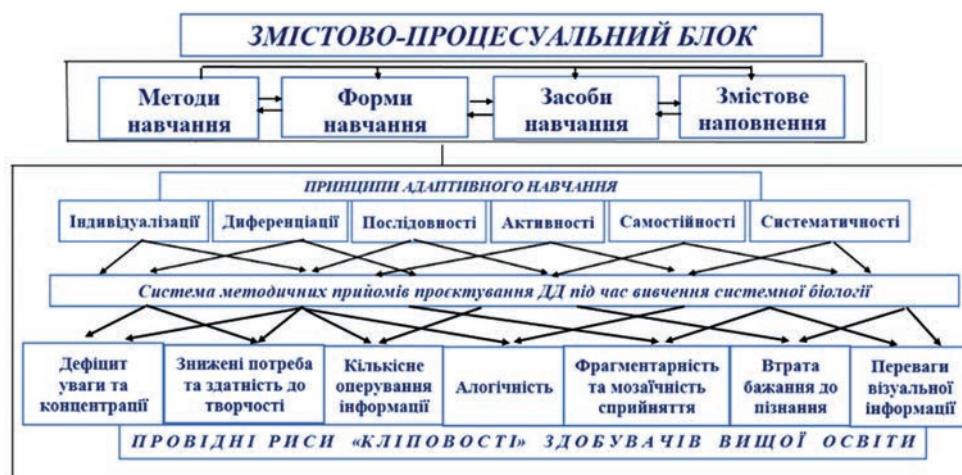 ЗМІСТОВО-ПРОЦЕСУАЛЬНИЙ БЛОК
Методи
навчання
Форми
навчання
Засоби
навчання
Змістове
наповнення
ПРИНЦИПИ АДАПТИВНОГО НАВЧАННЯ
Індивідуалізації
Диференціації
Послідовності
Активності
Самостійності
Систематичності
Система методичних прийомів проєктування ДД під час вивчення системної біології
Дефіцит
уваги та
концентрації
Знижені потреба
та здатність до
творчості
Кількісне
оперування
інформації
Алогічність
Фрагментарність
та мозаїчність
сприйняття
Втрата
бажання до
пізнання
Переваги
візуальної
інформації
ПРОВІДНІ РИСИ «КЛІПОВОСТІ» ЗДОБУВАЧІВ ВИЩОЇ ОСВІТИ